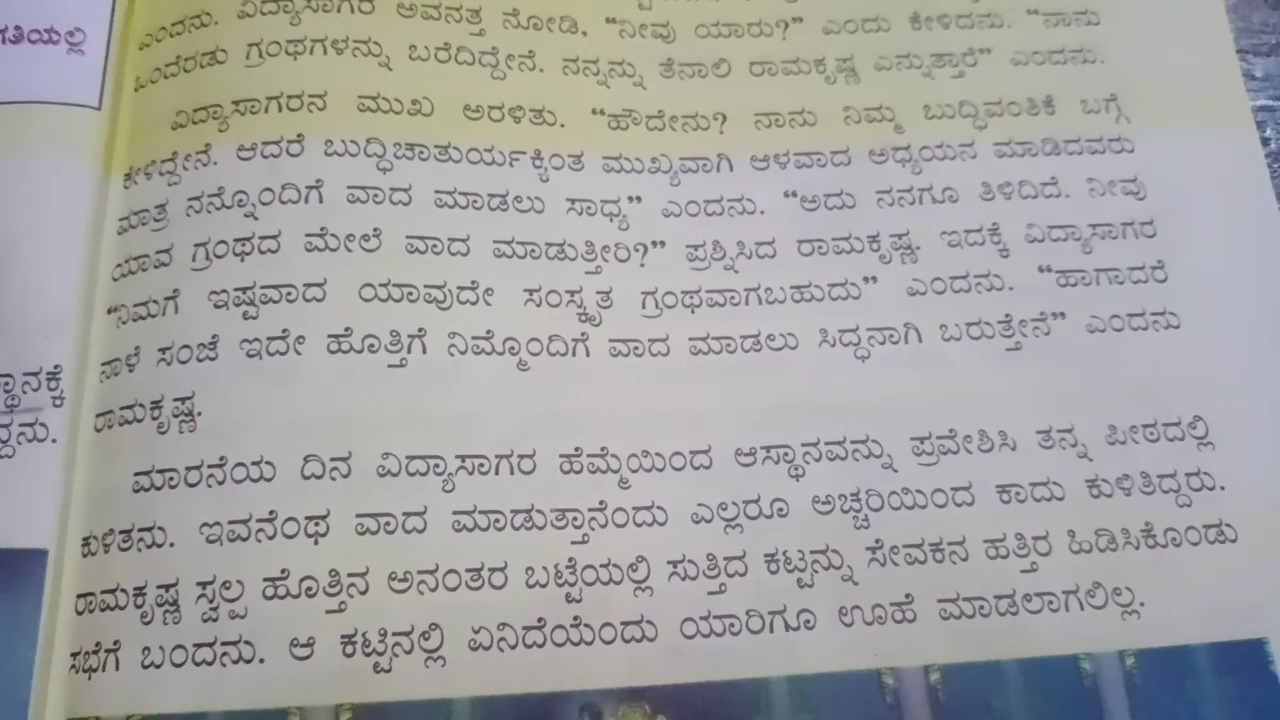 ಗತಿಯಲ್ಲಿ
ಸ್ಥಾನಕ್ಕೆ
ದ್ದನು.
ಎಂದನು. ವಿದ್ಯಾಸಾಗರ ಅವನತ್ತ ನೋಡಿ, “ನೀವು ಯಾರು?” ಎಂದು ಕೇಳಿದನು. “ನಾನು
ಒಂದೆರಡು ಗ್ರಂಥಗಳನ್ನು ಬರೆದಿದ್ದೇನೆ. ನನ್ನನ್ನು ತೆನಾಲಿ ರಾಮಕೃಷ್ಣ ಎನ್ನುತ್ತಾರೆ” ಎಂದನು.
ವಿದ್ಯಾಸಾಗರನ ಮುಖ ಅರಳಿತು. “ಹೌದೇನು? ನಾನು ನಿಮ್ಮ ಬುದ್ಧಿವಂತಿಕೆ ಬಗ್ಗೆ
ಕೇಳಿದ್ದೇನೆ. ಆದರೆ ಬುದ್ಧಿಚಾತುರ್ಯಕ್ಕಿಂತ ಮುಖ್ಯವಾಗಿ ಆಳವಾದ ಅಧ್ಯಯನ ಮಾಡಿದವರು
ಮಾತ್ರ ನನ್ನೊಂದಿಗೆ ವಾದ ಮಾಡಲು ಸಾಧ್ಯ” ಎಂದನು. “ಅದು ನನಗೂ ತಿಳಿದಿದೆ. ನೀವು
ಯಾವ ಗ್ರಂಥದ ಮೇಲೆ ವಾದ ಮಾಡುತ್ತೀರಿ?” ಪ್ರಶ್ನಿಸಿದ ರಾಮಕೃಷ್ಣ. ಇದಕ್ಕೆ ವಿದ್ಯಾಸಾಗರ
“ನಿಮಗೆ ಇಷ್ಟವಾದ ಯಾವುದೇ ಸಂಸ್ಕೃತ ಗ್ರಂಥವಾಗಬಹುದು” ಎಂದನು. “ಹಾಗಾದರೆ
ನಾಳೆ ಸಂಜೆ ಇದೇ ಹೊತ್ತಿಗೆ ನಿಮ್ಮೊಂದಿಗೆ ವಾದ ಮಾಡಲು ಸಿದ್ಧನಾಗಿ ಬರುತ್ತೇನೆ” ಎಂದನು
ರಾಮಕೃಷ್ಣ.
ಮಾರನೆಯ ದಿನ ವಿದ್ಯಾಸಾಗರ ಹೆಮ್ಮೆಯಿಂದ ಆಸ್ಥಾನವನ್ನು ಪ್ರವೇಶಿಸಿ ತನ್ನ ಪೀಠದಲ್ಲಿ
ಕುಳಿತನು. ಇವನೆಂಥ ವಾದ ಮಾಡುತ್ತಾನೆಂದು ಎಲ್ಲರೂ ಅಚ್ಚರಿಯಿಂದ ಕಾದು ಕುಳಿತಿದ್ದರು.
ರಾಮಕೃಷ್ಣ ಸ್ವಲ್ಪ ಹೊತ್ತಿನ ಅನಂತರ ಬಟ್ಟೆಯಲ್ಲಿ ಸುತ್ತಿದ ಕಟ್ಟನ್ನು ಸೇವಕನ ಹತ್ತಿರ ಹಿಡಿಸಿಕೊಂಡು
ಸಭೆಗೆ ಬಂದನು. ಆ ಕಟ್ಟಿನಲ್ಲಿ ಏನಿದೆಯೆಂದು ಯಾರಿಗೂ ಊಹೆ ಮಾಡಲಾಗಲಿಲ್ಲ.